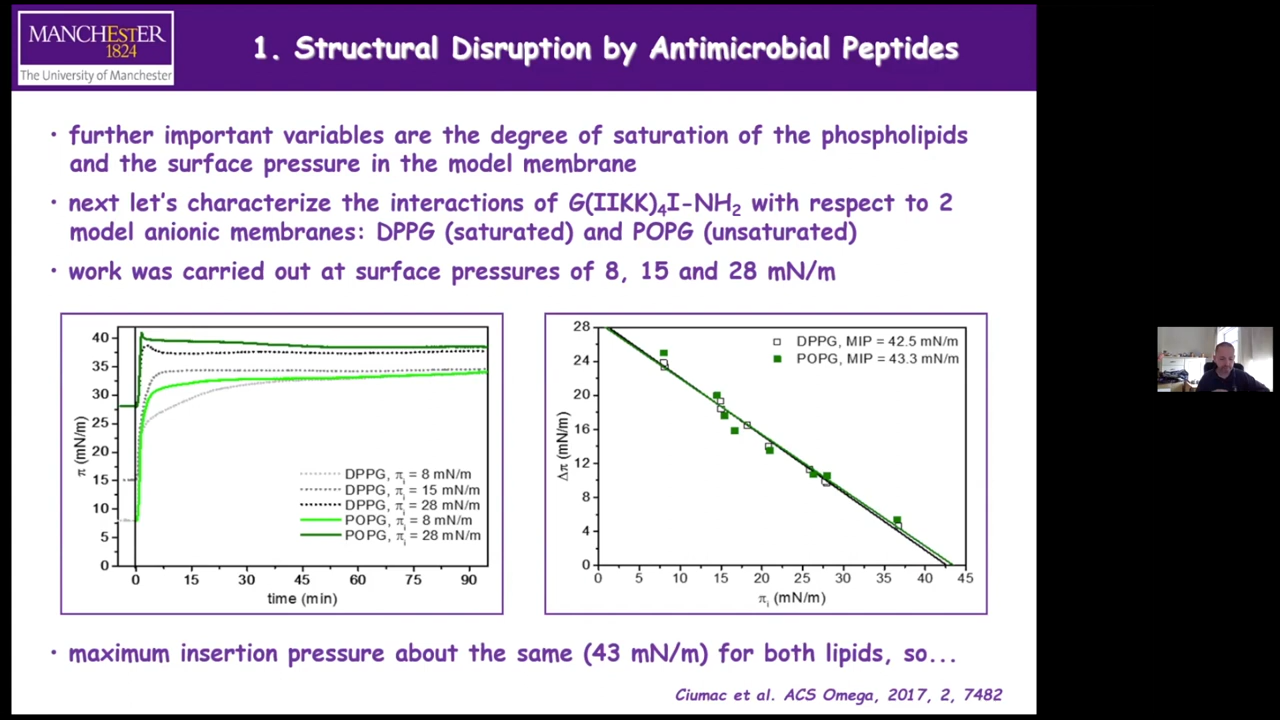 MANCHESTER
1824
The University of Manchester
1. Structural Disruption by Antimicrobial Peptides
• further important variables are the degree of saturation of the phospholipids
and the surface pressure in the model membrane
• next let's characterize the interactions of G(IIKK)₄I-NH₂ with respect to 2
model anionic membranes: DPPG (saturated) and POPG (unsaturated)
• work was carried out at surface pressures of 8, 15 and 28 mN/m
40
35
30
25
20
15
10
5
0
π (mN/m)
DPPG, πᵢ = 8 mN/m
DPPG, πᵢ = 15 mN/m
DPPG, πᵢ = 28 mN/m
POPG, πᵢ = 8 mN/m
POPG, πᵢ = 28 mN/m
0 15 30 45 60 75 90
time (min)
28
24
20
16
12
8
4
0
Δπ (mN/m)
DPPG, MIP = 42.5 mN/m
POPG, MIP = 43.3 mN/m
0 5 10 15 20 25 30 35 40 45
πᵢ (mN/m)
• maximum insertion pressure about the same (43 mN/m) for both lipids, so...
Ciumac et al. ACS Omega, 2017, 2, 7482